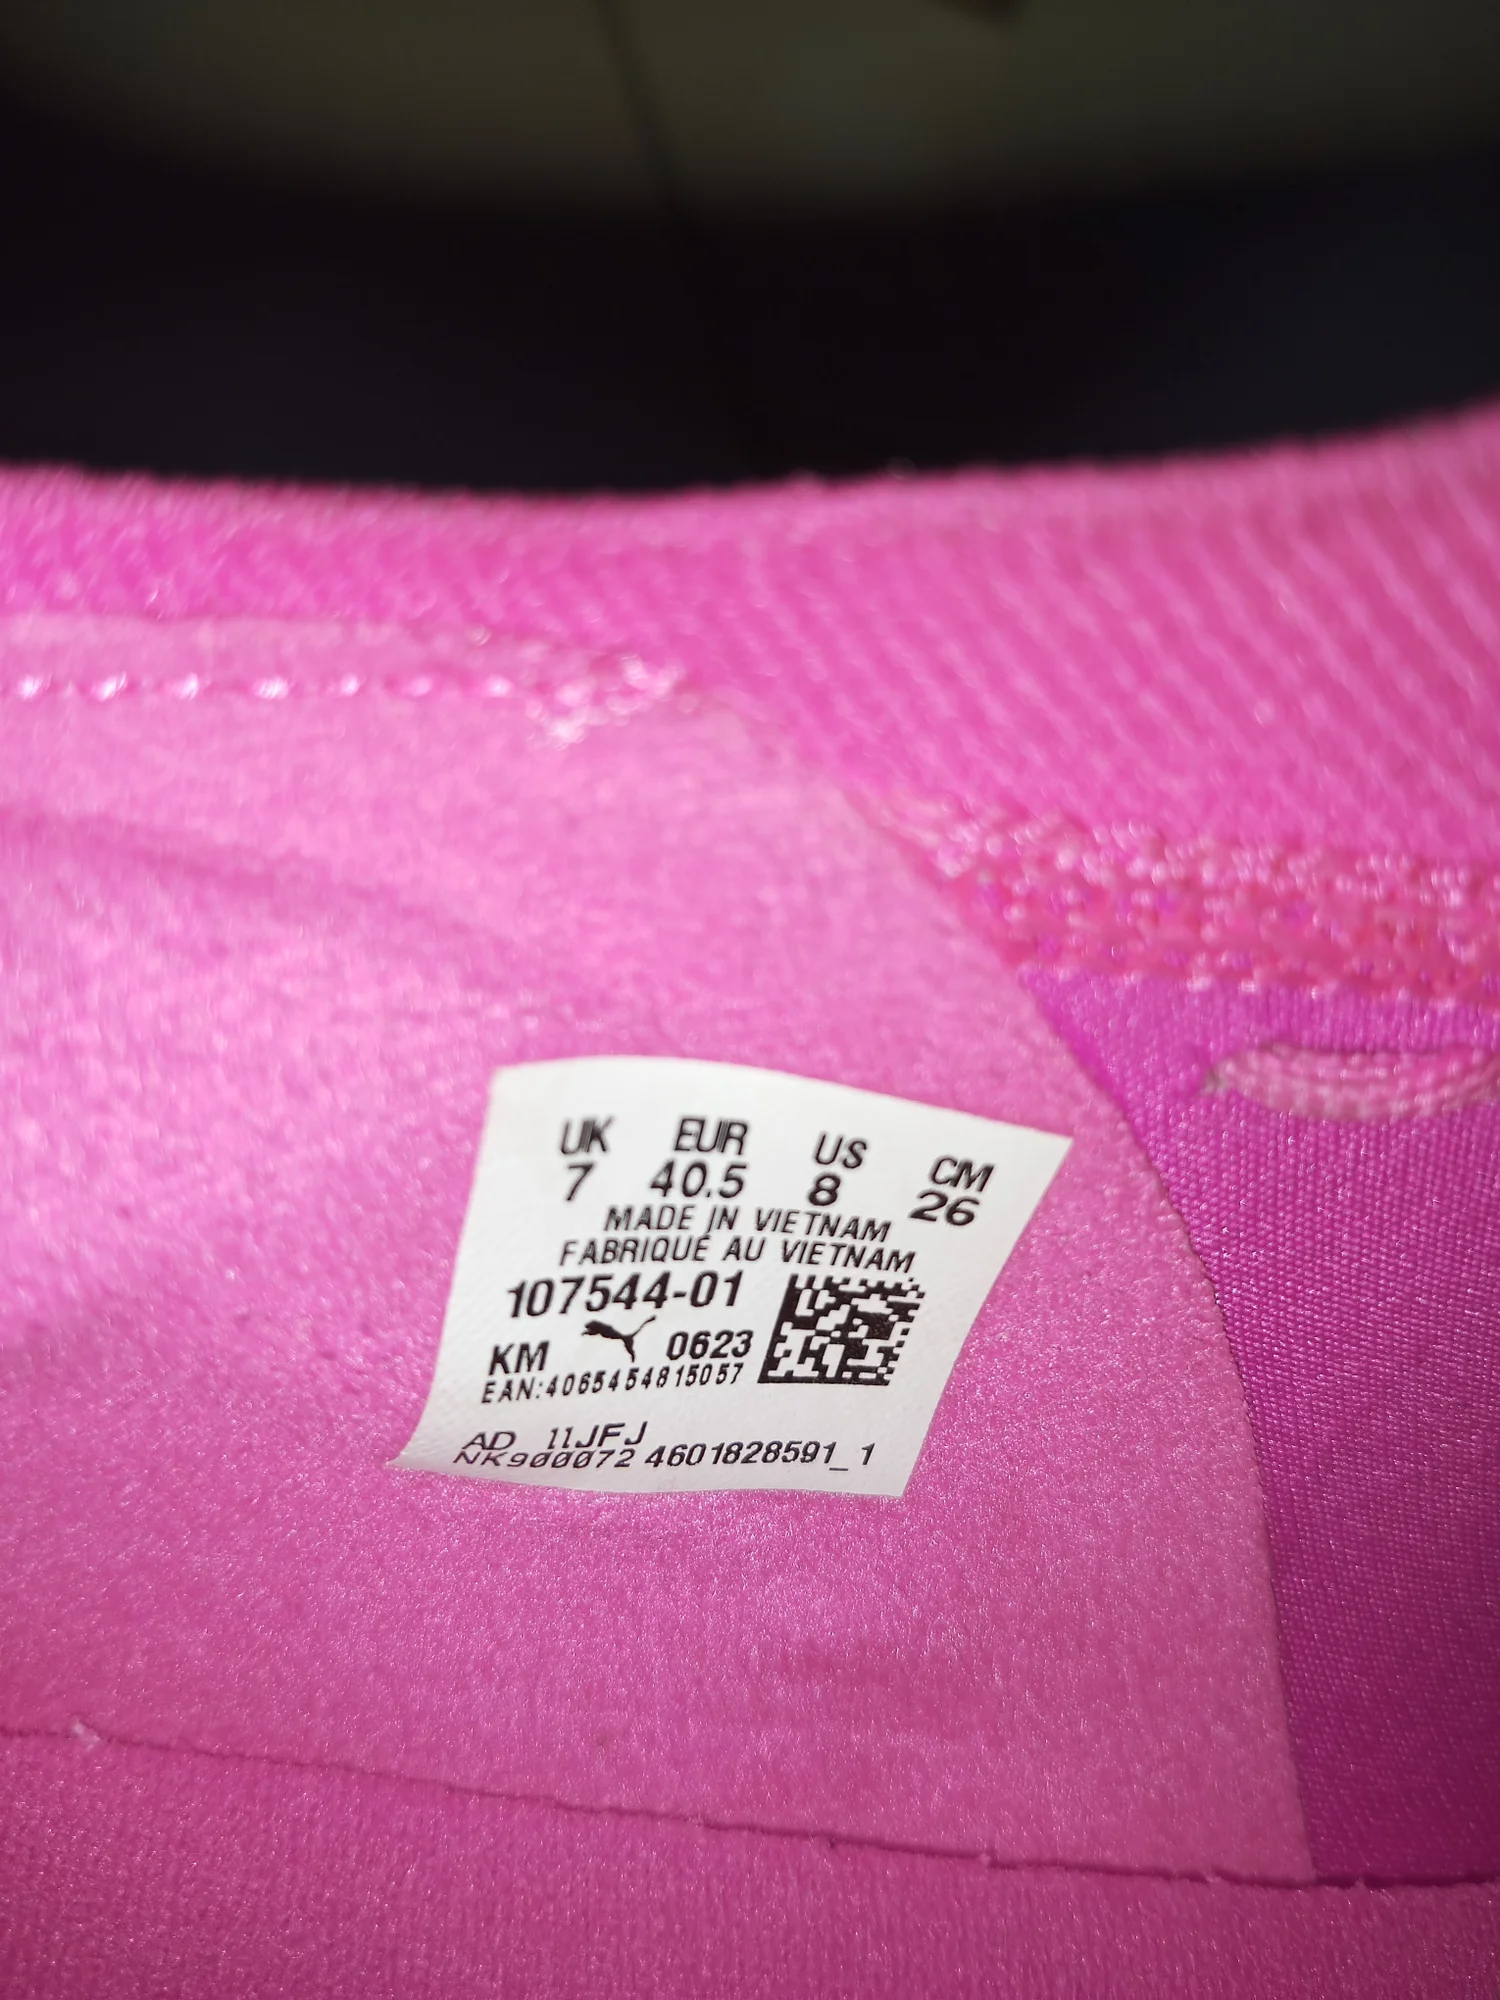 UK EUR US CM
7 40.5 8 26
MADE IN VIETNAM
FABRIQUÉ AU VIETNAM
107544-01
KM 0623
EAN:4065454815057
AD 11JFJ
NK900072 4601828591_1